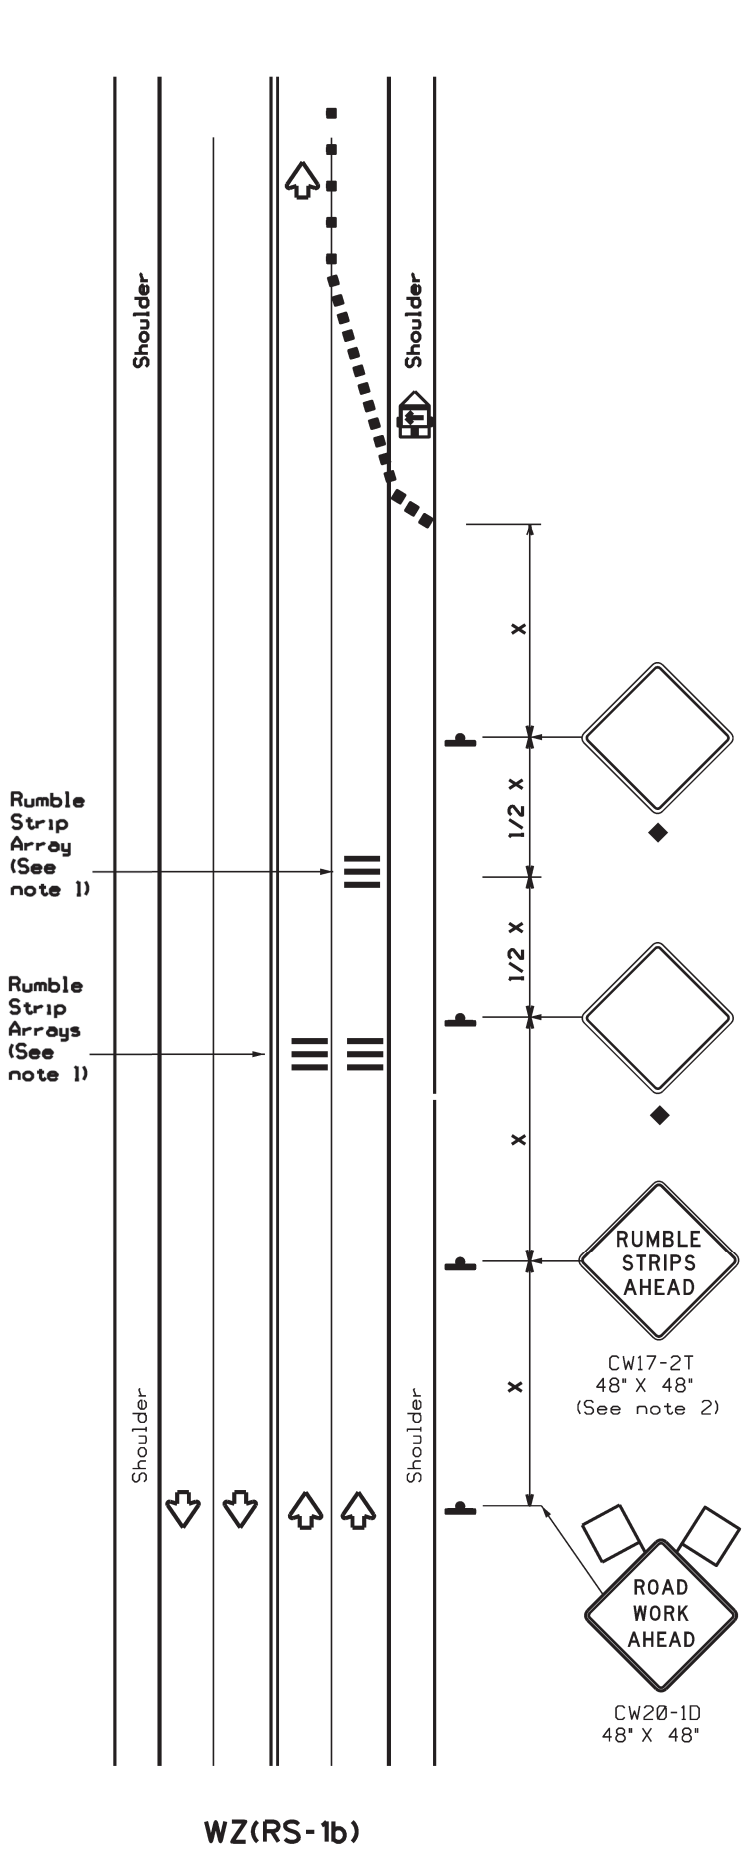 Shoulder
Shoulder
X
1/2 X
Rumble
Strip
Array
(See
note 1)
1/2 X
Rumble
Strip
Arrays
(See
note 1)
X
RUMBLE
STRIPS
AHEAD
CW17-2T
48" X 48"
(See note 2)
X
Shoulder
Shoulder
ROAD
WORK
AHEAD
CW20-1D
48" X 48"
WZ(RS-1b)